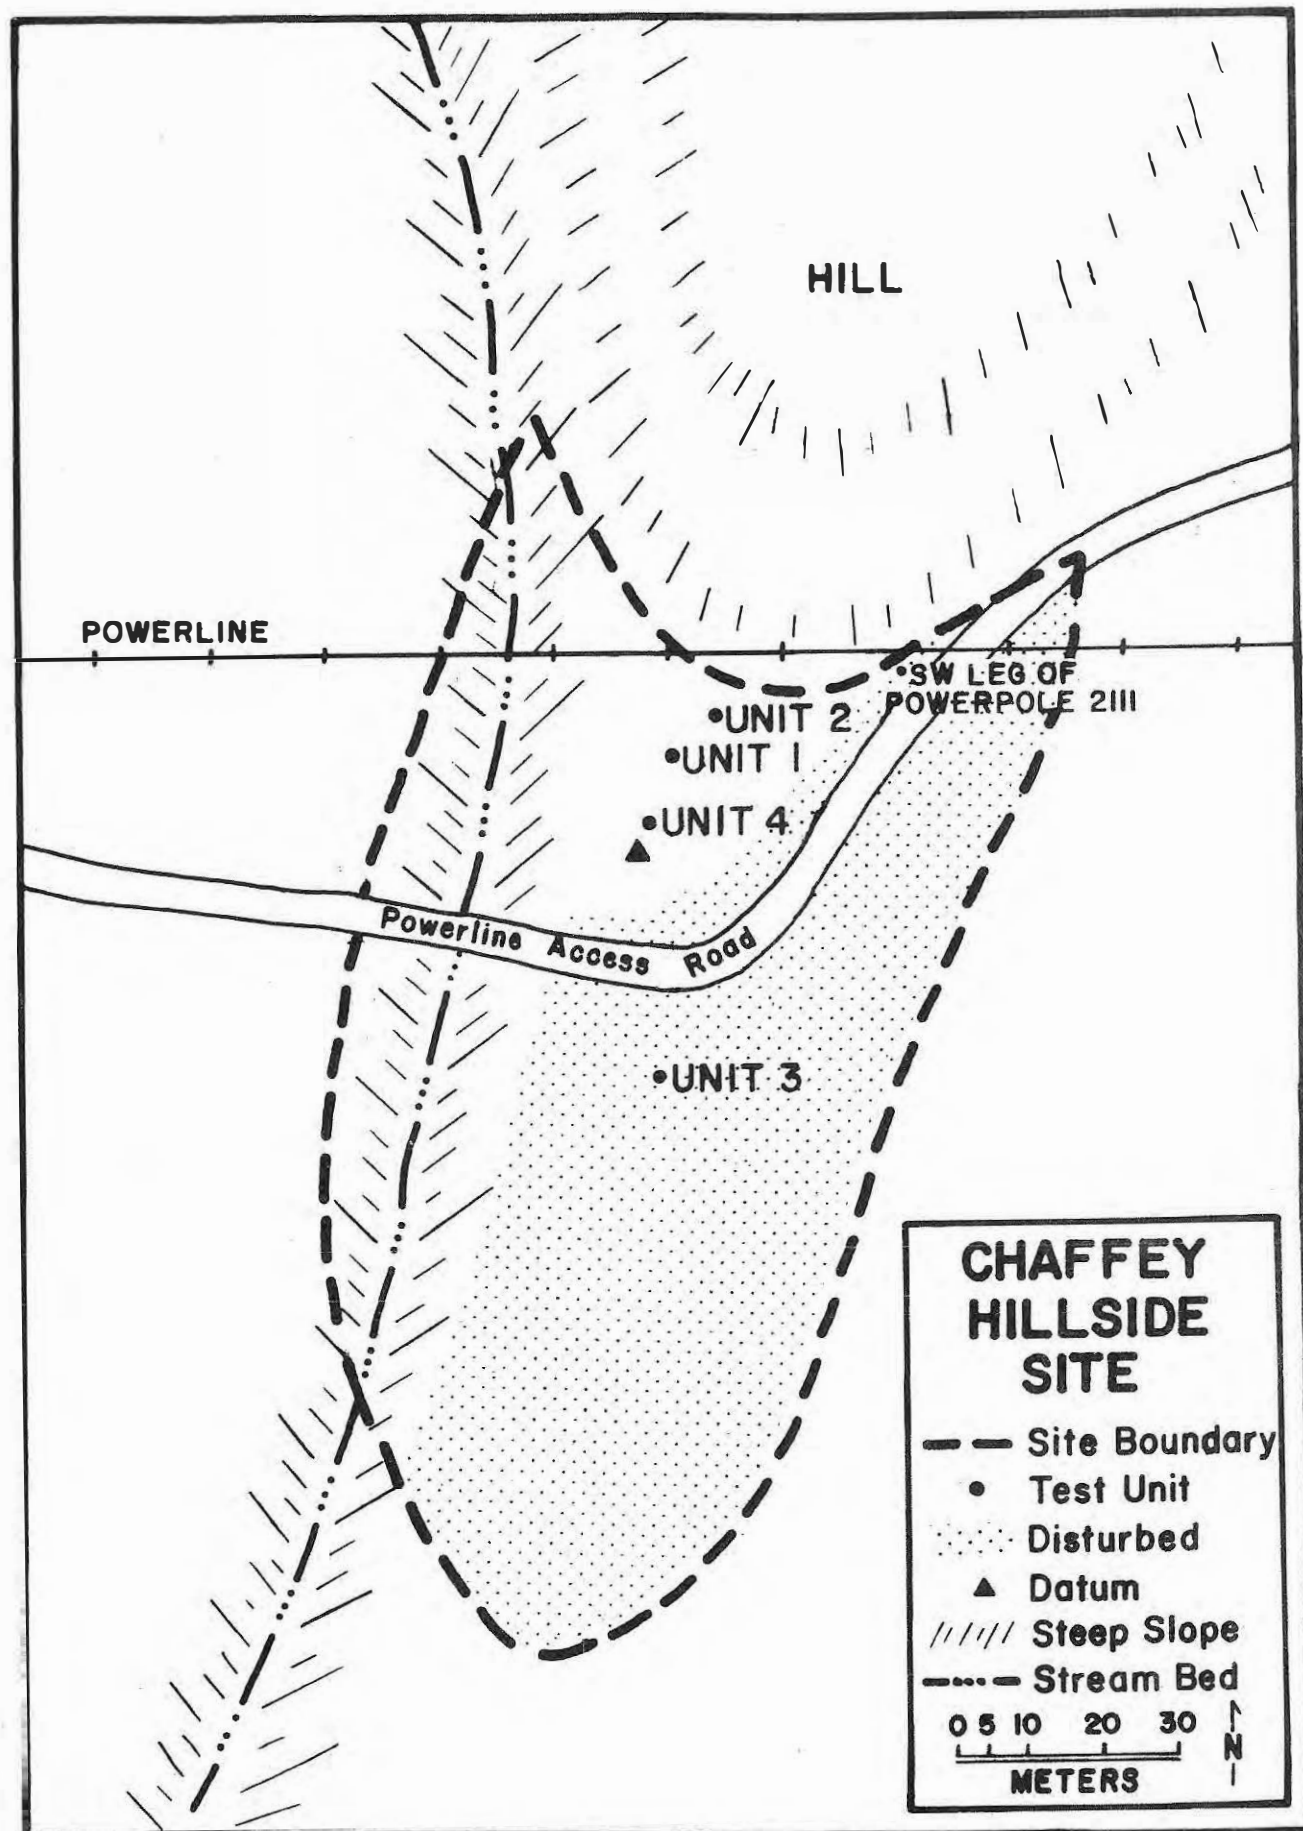 HILL
POWERLINE
SW LEG OF
POWERPOLE 2111
UNIT 2
UNIT 1
UNIT 4
Powerline Access Road
UNIT 3
CHAFFEY
HILLSIDE
SITE
Site Boundary
Test Unit
Disturbed
Datum
Steep Slope
Stream Bed
0 5 10 20 30
N
METERS